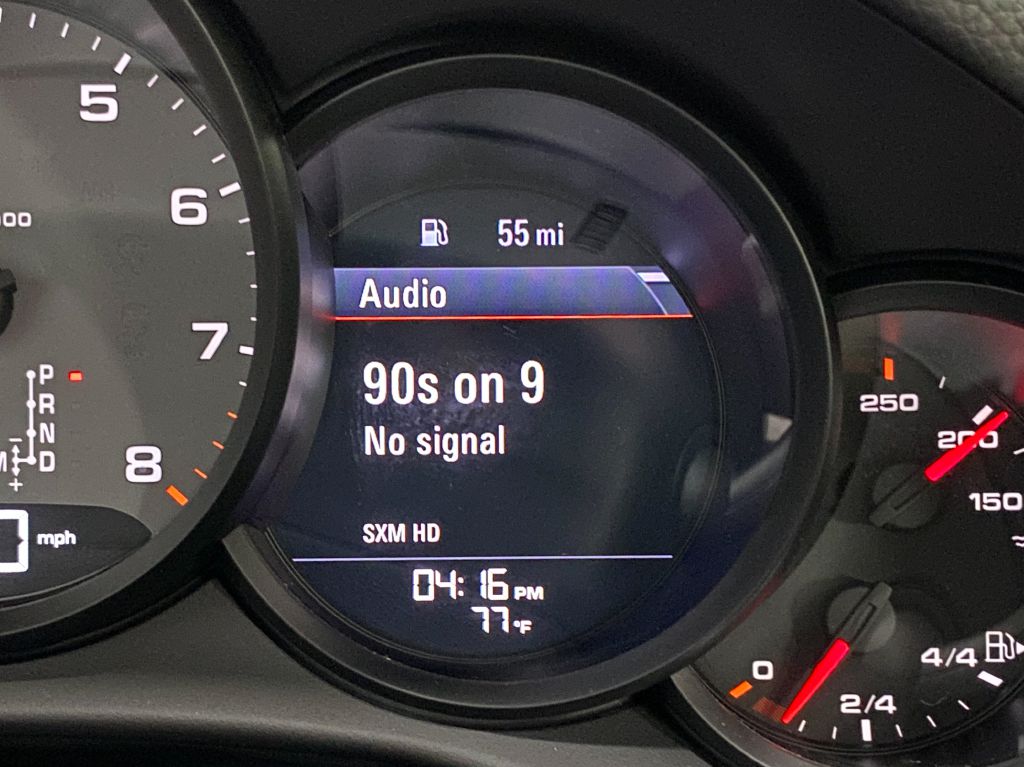 5
6
7
8
P
R
N
D
M
-
+
mph
55 mi
Audio
90s on 9
No signal
SXM HD
04:16 PM
77°F
250
200
150
0
2/4
4/4